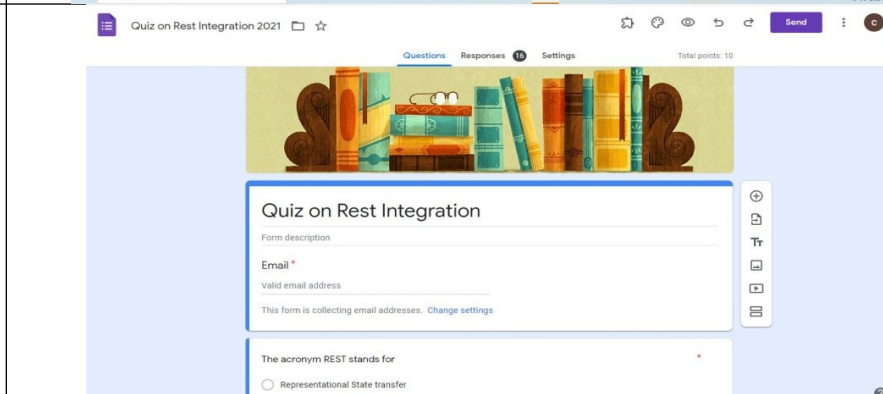 Quiz on Rest Integration 2021
Send
C
Questions Responses 16 Settings
Total points: 10
Quiz on Rest Integration
Form description
Email *
Valid email address
This form is collecting email addresses. Change settings
Tт
The acronym REST stands for *
Representational State transfer